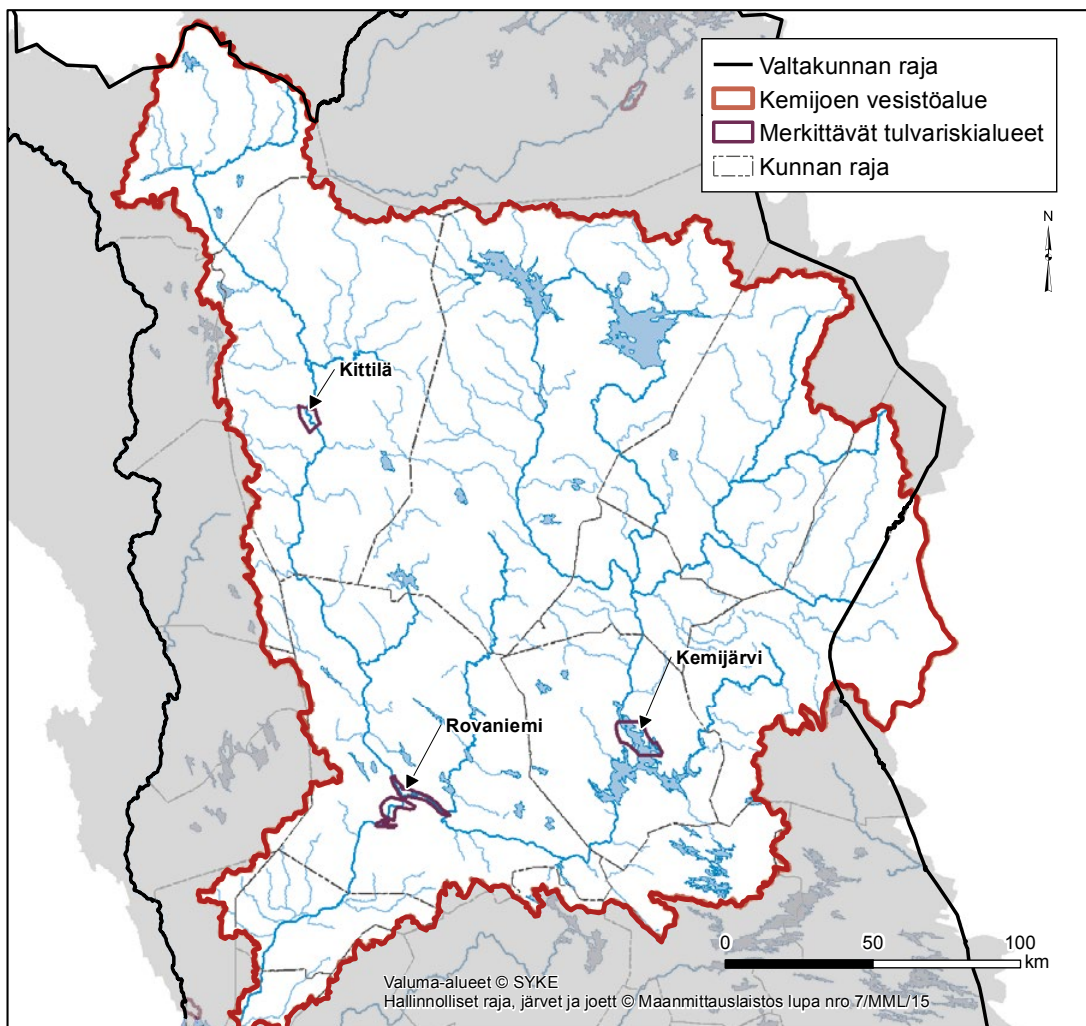 Valtakunnan raja
Kemijoen vesistöalue
Merkittävät tulvariskialueet
Kunnan raja
N
Kittilä
Kemijärvi
Rovaniemi
0 50 100
km
Valuma-alueet © SYKE
Hallinnolliset raja, järvet ja joett © Maanmittauslaistos lupa nro 7/MML/15